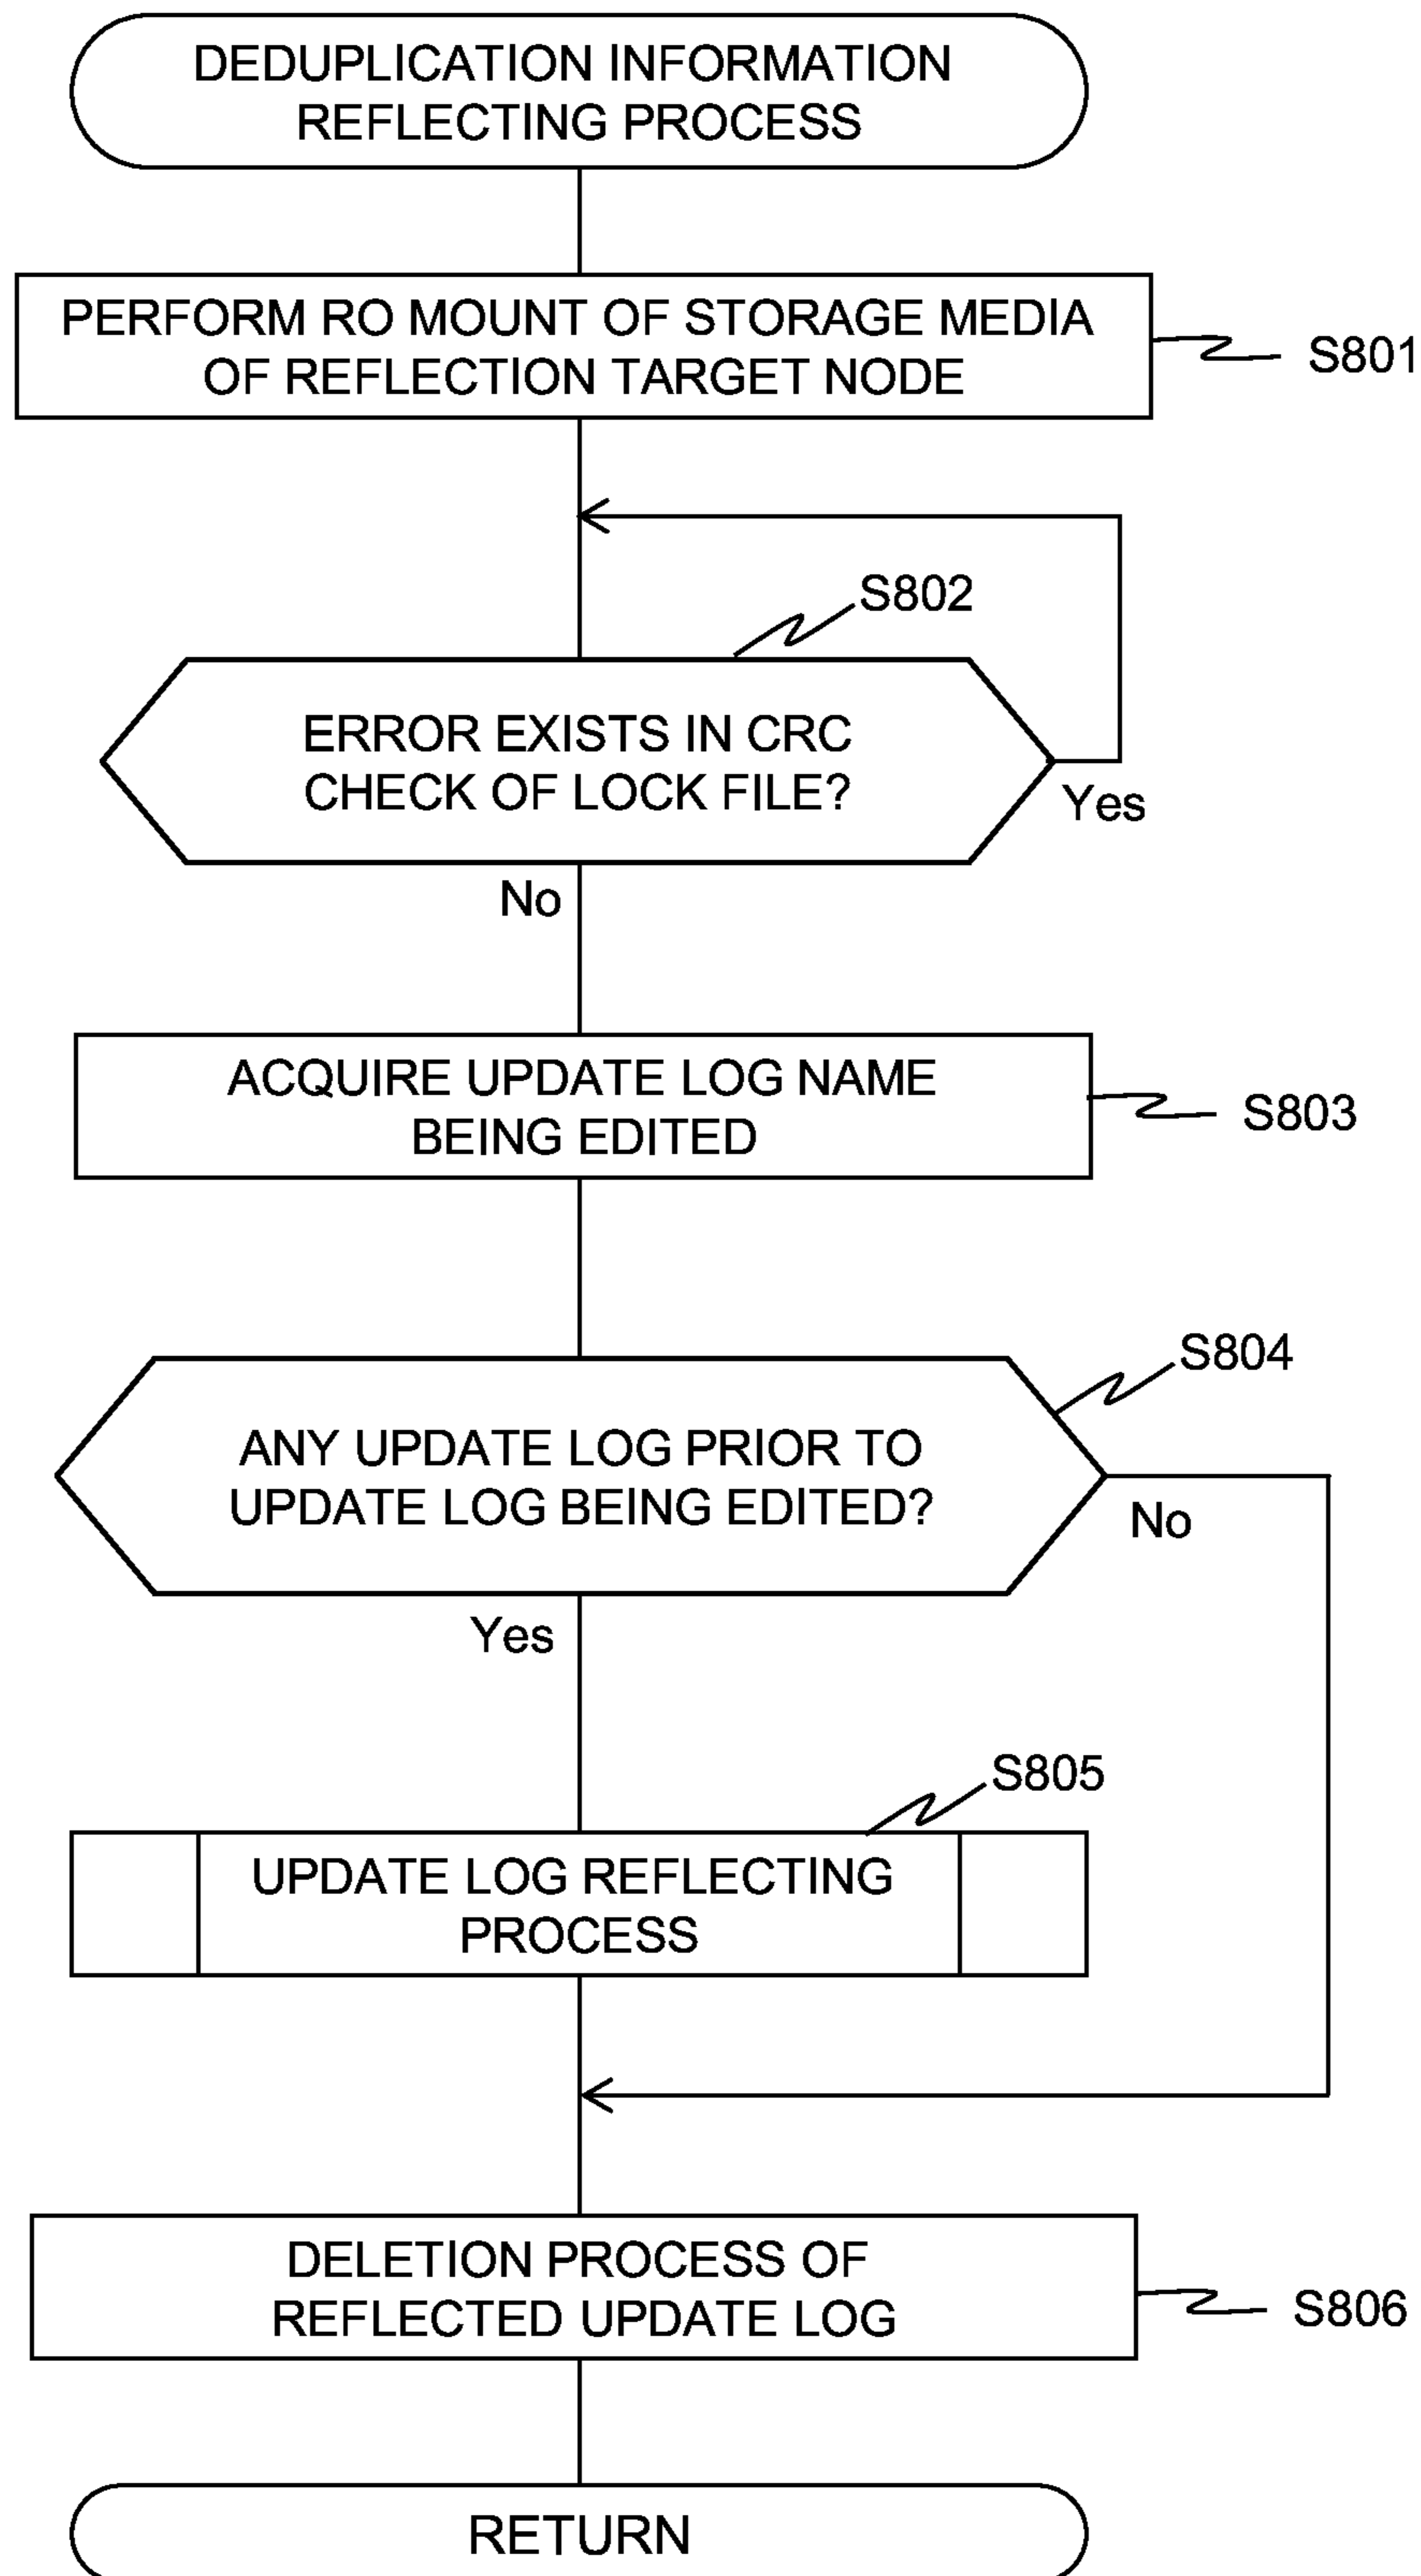 DEDUPLICATION INFORMATION
REFLECTING PROCESS
PERFORM RO MOUNT OF STORAGE MEDIA
OF REFLECTION TARGET NODE
S801
S802
ERROR EXISTS IN CRC
CHECK OF LOCK FILE?
Yes
No
ACQUIRE UPDATE LOG NAME
BEING EDITED
S803
S804
ANY UPDATE LOG PRIOR TO
UPDATE LOG BEING EDITED?
No
Yes
S805
UPDATE LOG REFLECTING
PROCESS
DELETION PROCESS OF
REFLECTED UPDATE LOG
S806
RETURN